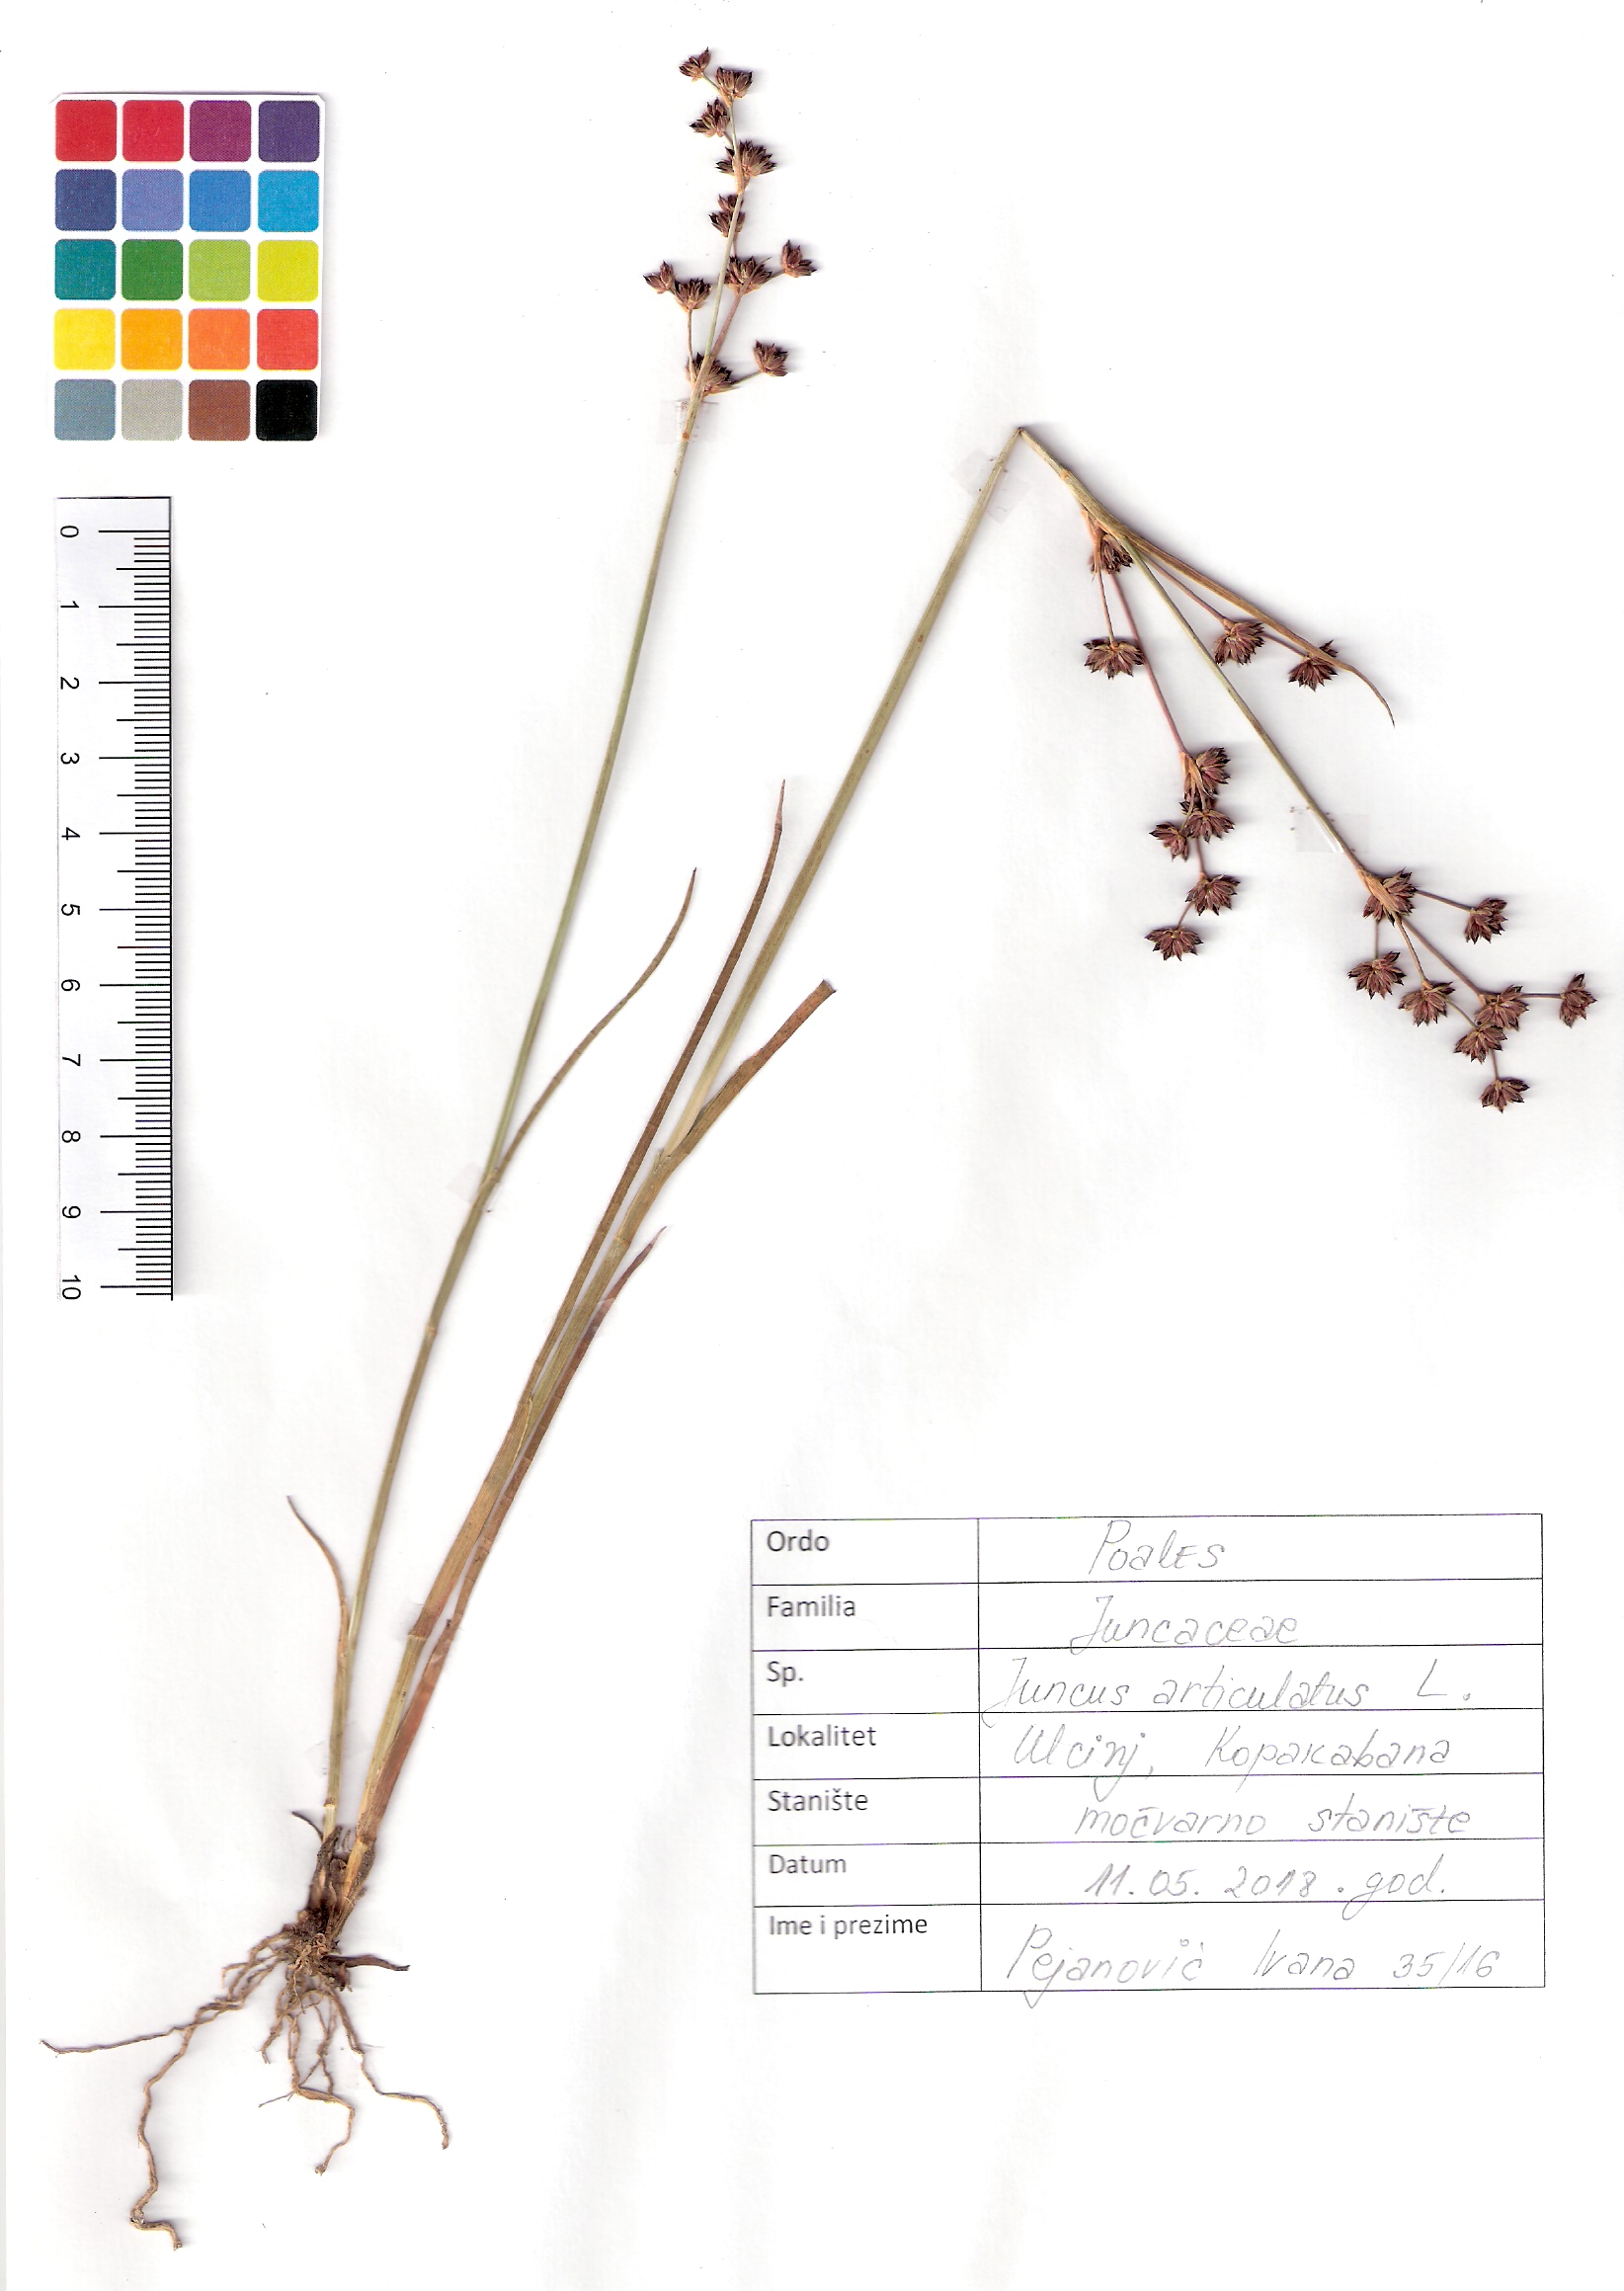 0
1
2
3
4
5
6
7
8
9
10
Ordo Poales
Familia Juncaceae
Sp. Juncus articulatus L.
Lokalitet Ulcinj, Kopakabana
Stanište močvarno stanište
Datum 11.05.2018.god.
Ime i prezime Pejanović Ivana 35/16